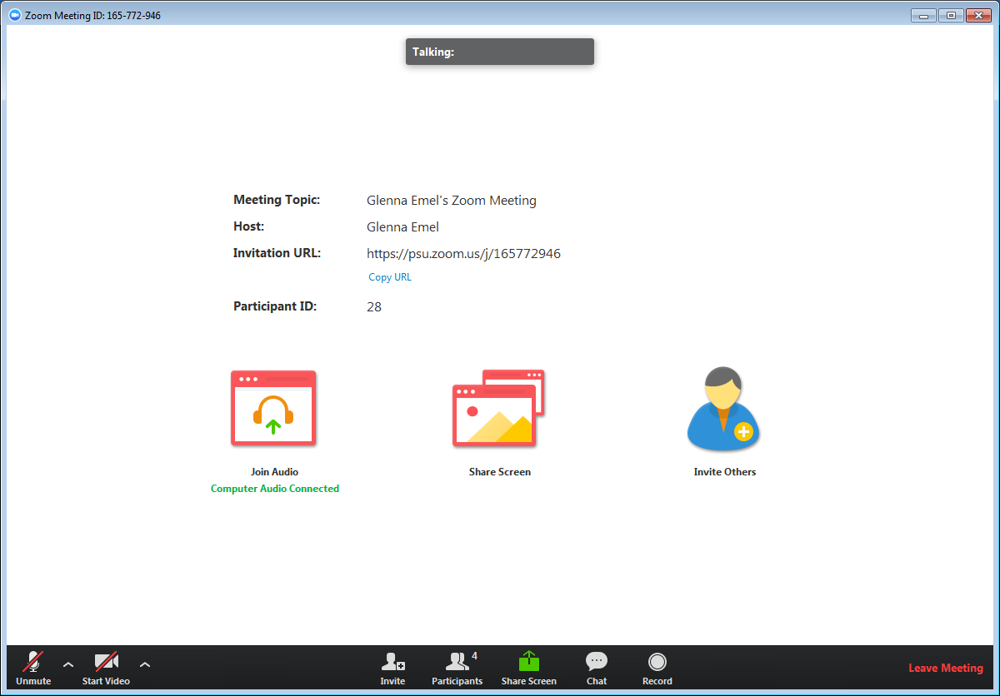 Zoom Meeting ID: 165-772-946
Talking:
Meeting Topic: Glenna Emel's Zoom Meeting
Host: Glenna Emel
Invitation URL: https://psu.zoom.us/j/165772946
Copy URL
Participant ID: 28
Join Audio Share Screen Invite Others
Computer Audio Connected
4
Unmute Start Video Invite Participants Share Screen Chat Record Leave Meeting